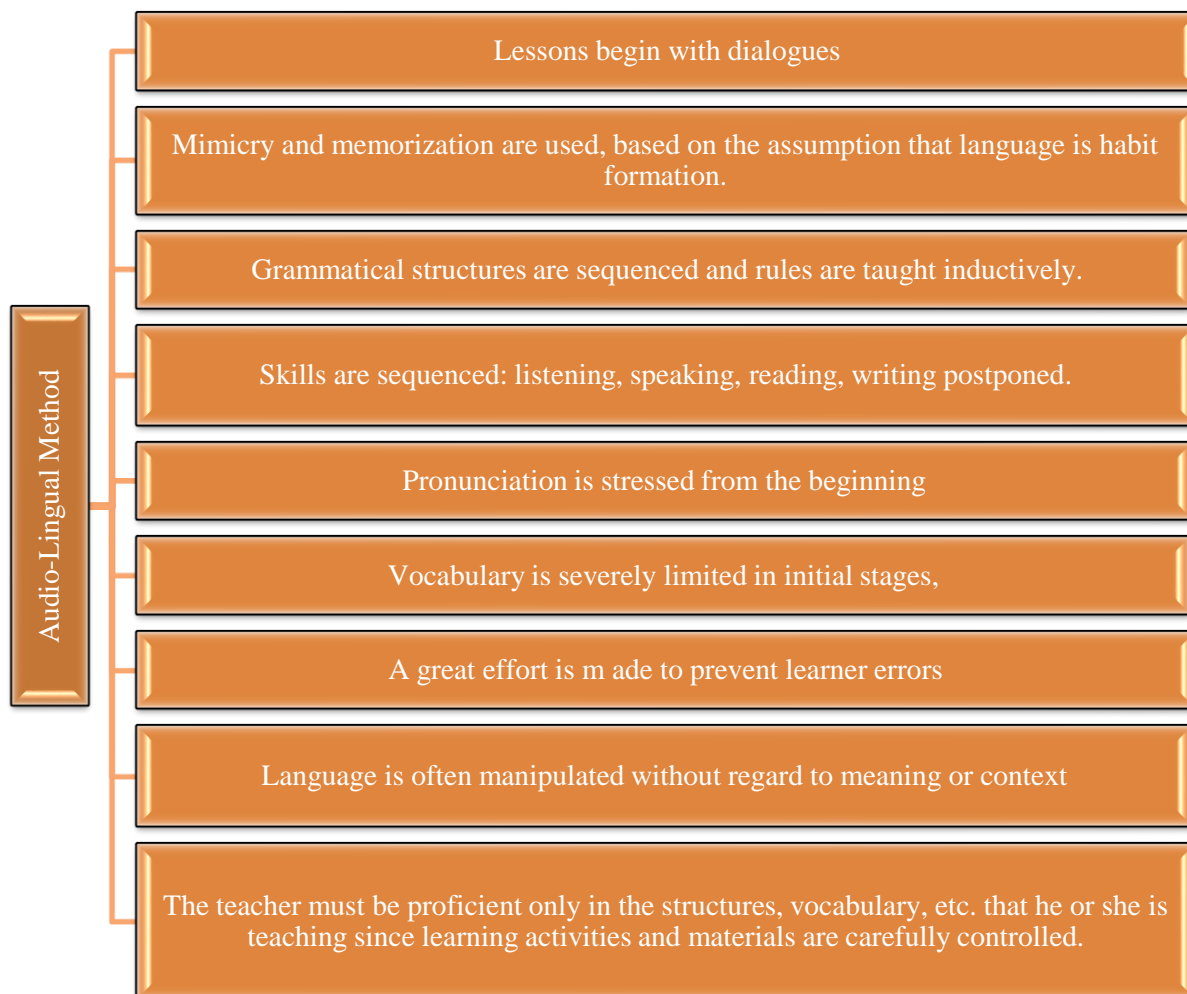 Audio-Lingual Method
Lessons begin with dialogues
Mimicry and memorization are used, based on the assumption that language is habit
formation.
Grammatical structures are sequenced and rules are taught inductively.
Skills are sequenced: listening, speaking, reading, writing postponed.
Pronunciation is stressed from the beginning
Vocabulary is severely limited in initial stages,
A great effort is m ade to prevent learner errors
Language is often manipulated without regard to meaning or context
The teacher must be proficient only in the structures, vocabulary, etc. that he or she is
teaching since learning activities and materials are carefully controlled.